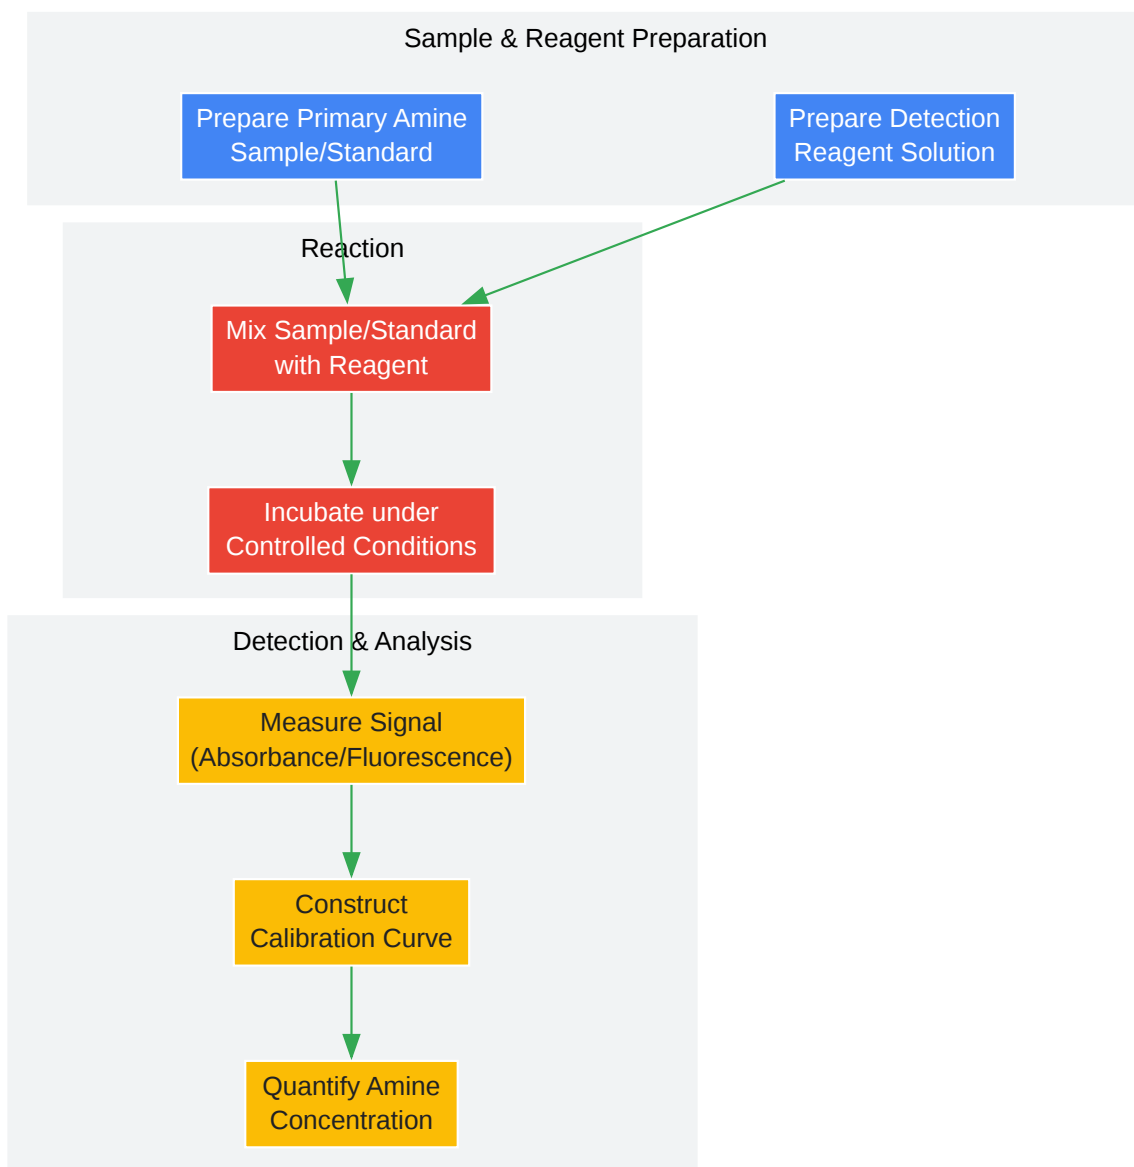 Sample & Reagent Preparation
Prepare Primary Amine
Sample/Standard
Prepare Detection
Reagent Solution
Reaction
Mix Sample/Standard
with Reagent
Incubate under
Controlled Conditions
Detection & Analysis
Measure Signal
(Absorbance/Fluorescence)
Construct
Calibration Curve
Quantify Amine
Concentration